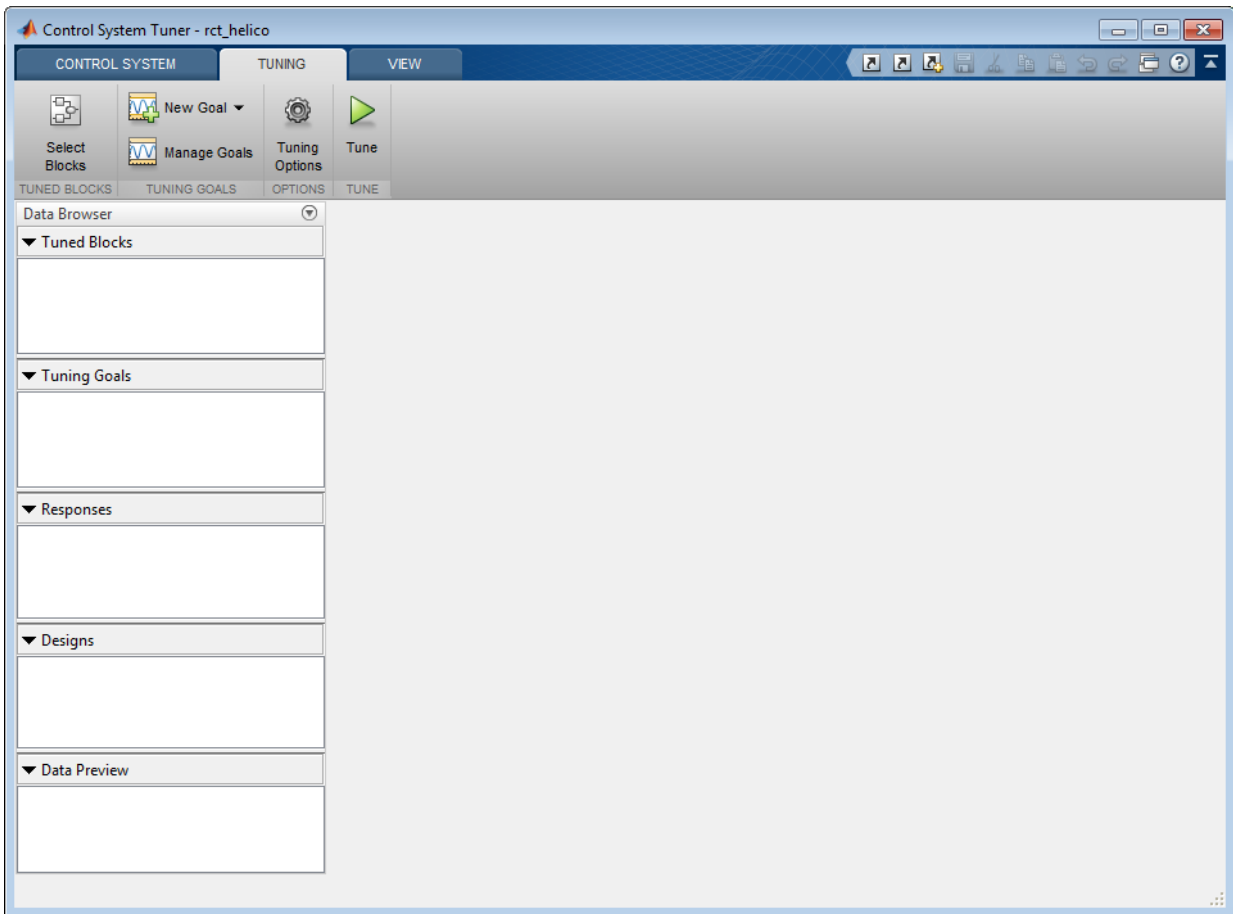 Control System Tuner - rct_helico
CONTROL SYSTEM TUNING VIEW
New Goal
Select Blocks
Manage Goals
Tuning Options
Tune
TUNED BLOCKS TUNING GOALS OPTIONS TUNE
Data Browser
Tuned Blocks
Tuning Goals
Responses
Designs
Data Preview